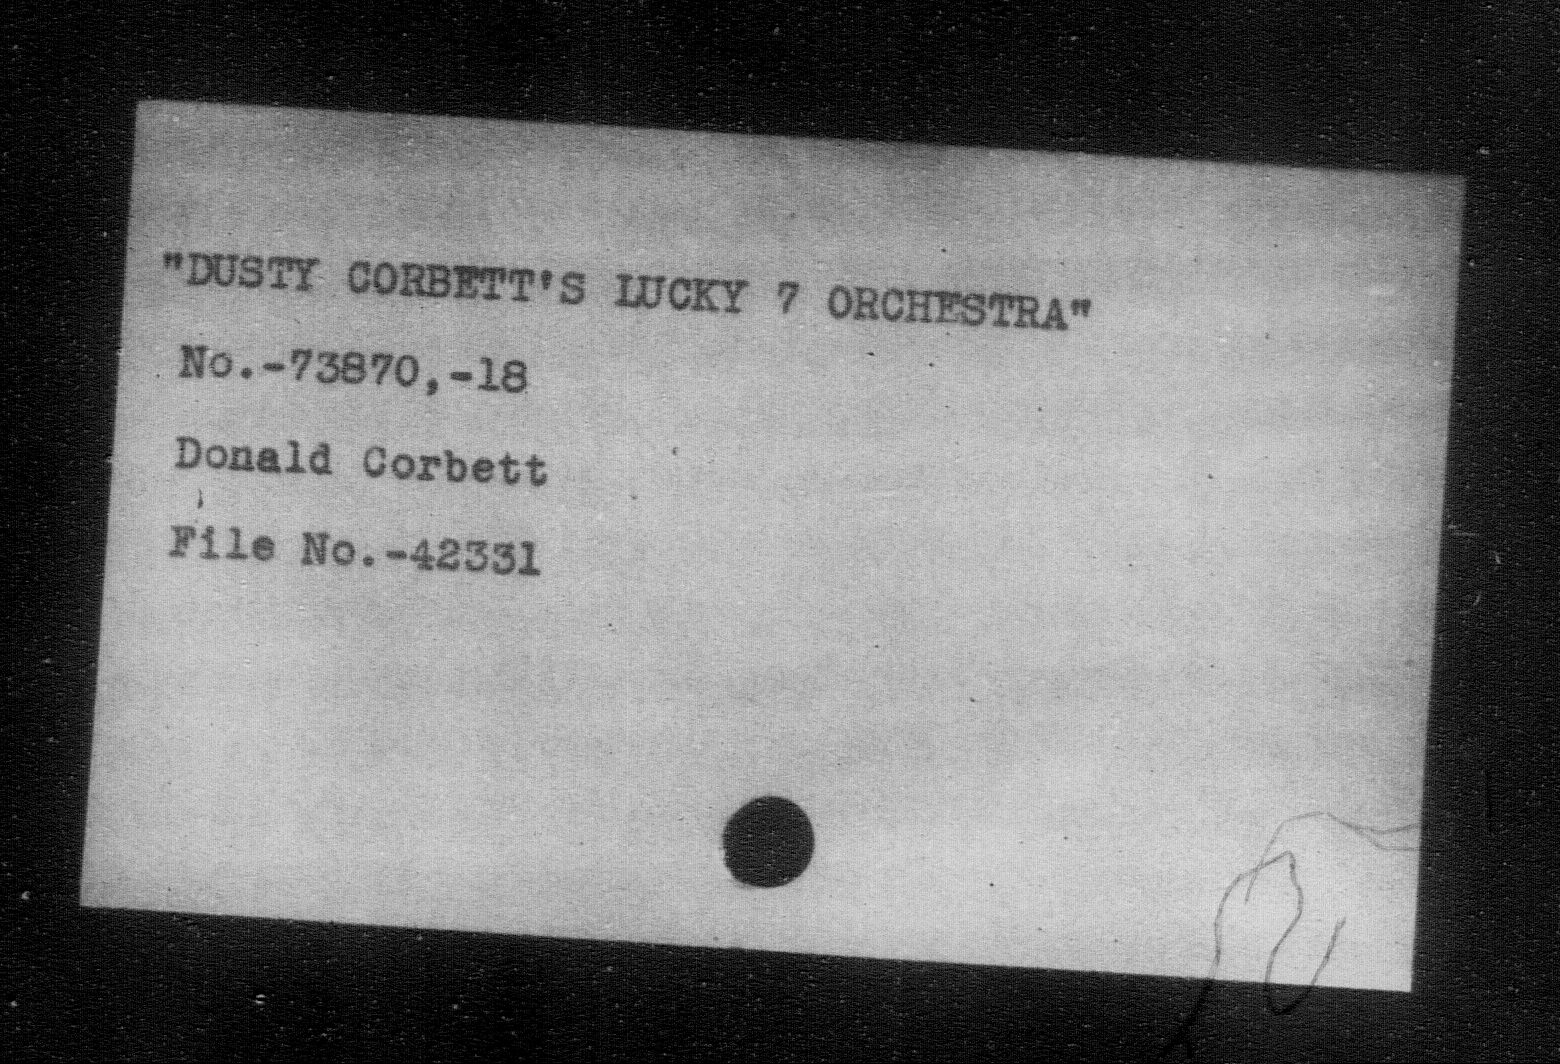 "DUSTY CORBETT'S LUCKY 7 ORCHESTRA"
No.-73870,-18
Donald Corbett
File No.-42331